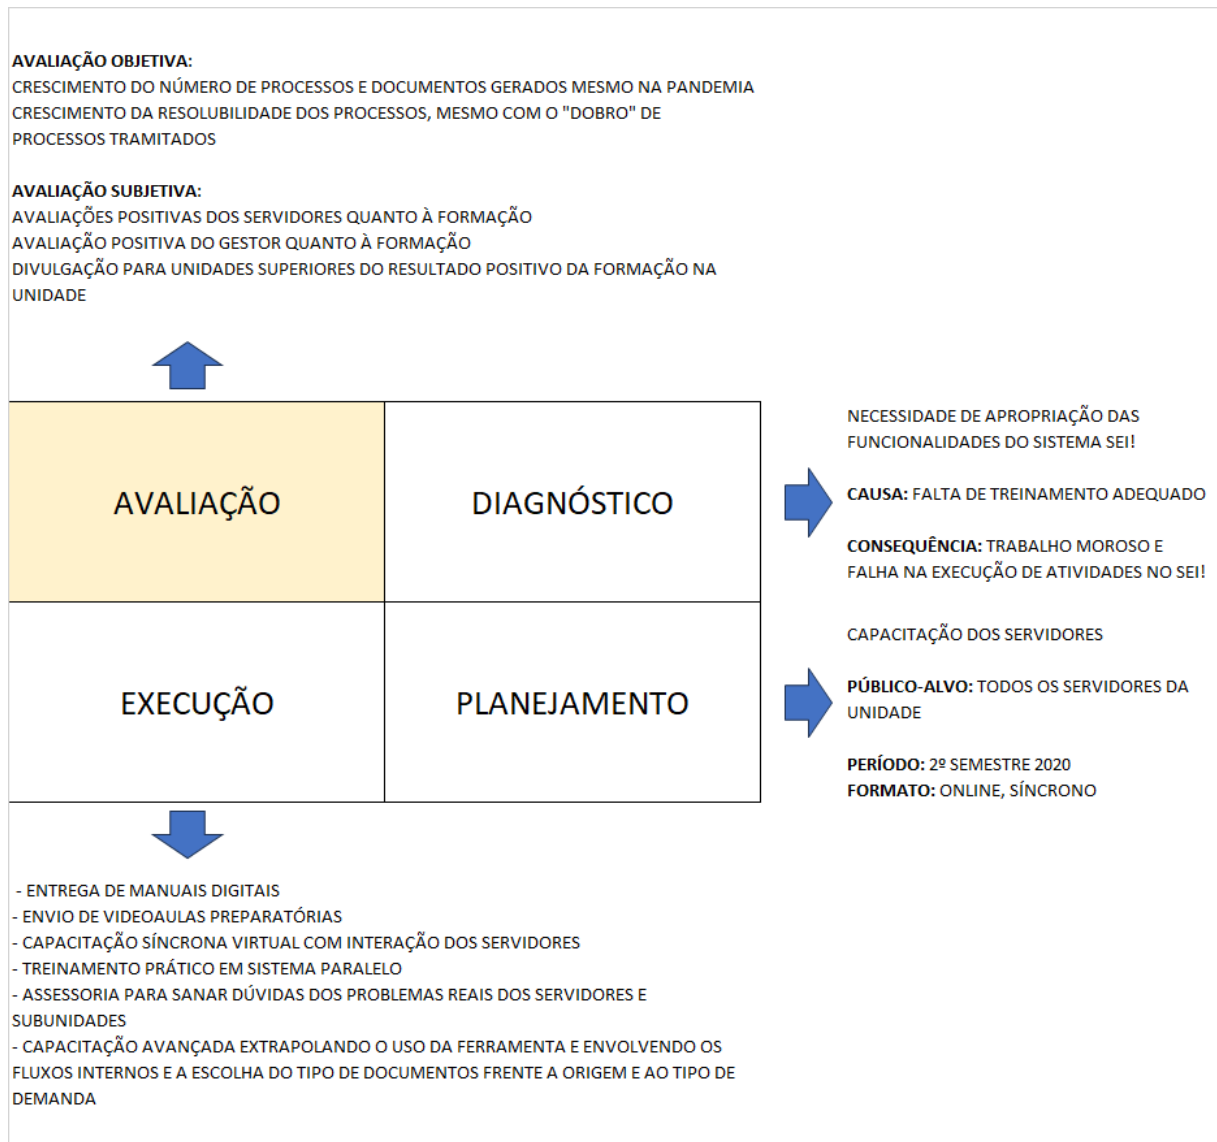 AVALIAÇÃO OBJETIVA:
CRESCIMENTO DO NÚMERO DE PROCESSOS E DOCUMENTOS GERADOS MESMO NA PANDEMIA
CRESCIMENTO DA RESOLUBILIDADE DOS PROCESSOS, MESMO COM O "DOBRO" DE
PROCESSOS TRAMITADOS
AVALIAÇÃO SUBJETIVA:
AVALIAÇÕES POSITIVAS DOS SERVIDORES QUANTO À FORMAÇÃO
AVALIAÇÃO POSITIVA DO GESTOR QUANTO À FORMAÇÃO
DIVULGAÇÃO PARA UNIDADES SUPERIORES DO RESULTADO POSITIVO DA FORMAÇÃO NA
UNIDADE
AVALIAÇÃO
DIAGNÓSTICO
NECESSIDADE DE APROPRIAÇÃO DAS
FUNCIONALIDADES DO SISTEMA SEI!
CAUSA: FALTA DE TREINAMENTO ADEQUADO
CONSEQUÊNCIA: TRABALHO MOROSO E
FALHA NA EXECUÇÃO DE ATIVIDADES NO SEI!
EXECUÇÃO
PLANEJAMENTO
CAPACITAÇÃO DOS SERVIDORES
PÚBLICO-ALVO: TODOS OS SERVIDORES DA
UNIDADE
PERÍODO: 2º SEMESTRE 2020
FORMATO: ONLINE, SÍNCRONO
- ENTREGA DE MANUAIS DIGITAIS
- ENVIO DE VIDEOAULAS PREPARATÓRIAS
- CAPACITAÇÃO SÍNCRONA VIRTUAL COM INTERAÇÃO DOS SERVIDORES
- TREINAMENTO PRÁTICO EM SISTEMA PARALELO
- ASSESSORIA PARA SANAR DÚVIDAS DOS PROBLEMAS REAIS DOS SERVIDORES E
SUBUNIDADES
- CAPACITAÇÃO AVANÇADA EXTRAPOLANDO O USO DA FERRAMENTA E ENVOLVENDO OS
FLUXOS INTERNOS E A ESCOLHA DO TIPO DE DOCUMENTOS FRENTE A ORIGEM E AO TIPO DE
DEMANDA